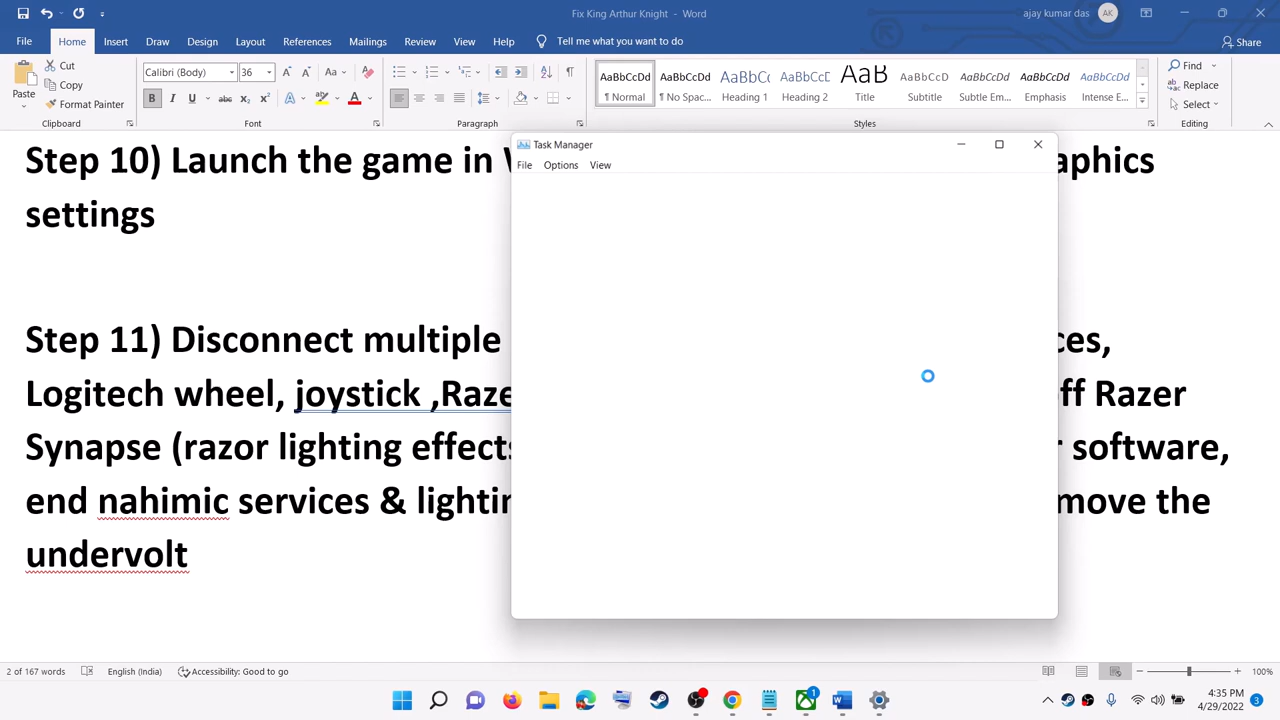 Fix King Arthur Knight - Word
ajay kumar das
AK
File Home Insert Draw Design Layout References Mailings Review View Help Tell me what you want to do
Share
Paste
Cut
Copy
Format Painter
Clipboard
Calibri (Body) 36
Font
Paragraph
AaBbCcDd AaBbCcDd AaBbCcD AaBbCcD AaB AaBbCcD AaBbCcDd AaBbCcDd AaBbCcDd
¶ Normal ¶ No Spac... Heading 1 Heading 2 Title Subtitle Subtle Em... Emphasis Intense E...
Styles
Find
Replace
Select
Editing
Step 10) Launch the game in W
aphics
settings
Step 11) Disconnect multiple
ces,
Logitech wheel, joystick ,Raze
ff Razer
Synapse (razor lighting effects
r software,
end nahimic services & lightin
move the
undervolt
Task Manager
File Options View
2 of 167 words English (India) Accessibility: Good to go
100%
1
4:35 PM
4/29/2022
3